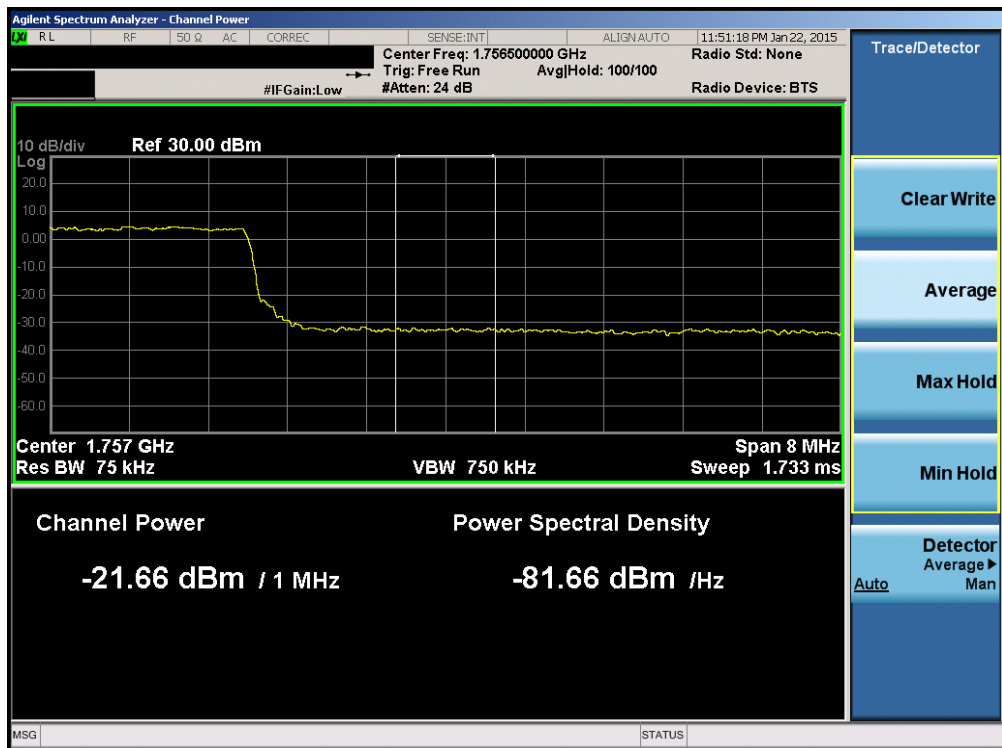 Agilent Spectrum Analyzer - Channel Power
LXI RL RF 50 Ω AC CORREC SENSE:INT ALIGN AUTO 11:51:18 PM Jan 22, 2015
Center Freq: 1.756500000 GHz Radio Std: None
Trig: Free Run Avg|Hold: 100/100
#IFGain:Low #Atten: 24 dB Radio Device: BTS
10 dB/div Ref 30.00 dBm
Log
20.0
10.0
0.00
-10.0
-20.0
-30.0
-40.0
-50.0
-60.0
Center 1.757 GHz Span 8 MHz
Res BW 75 kHz VBW 750 kHz Sweep 1.733 ms
Channel Power Power Spectral Density
-21.66 dBm / 1 MHz -81.66 dBm /Hz
MSG STATUS
Trace/Detector
Clear Write
Average
Max Hold
Min Hold
Detector
Average▶
Auto Man